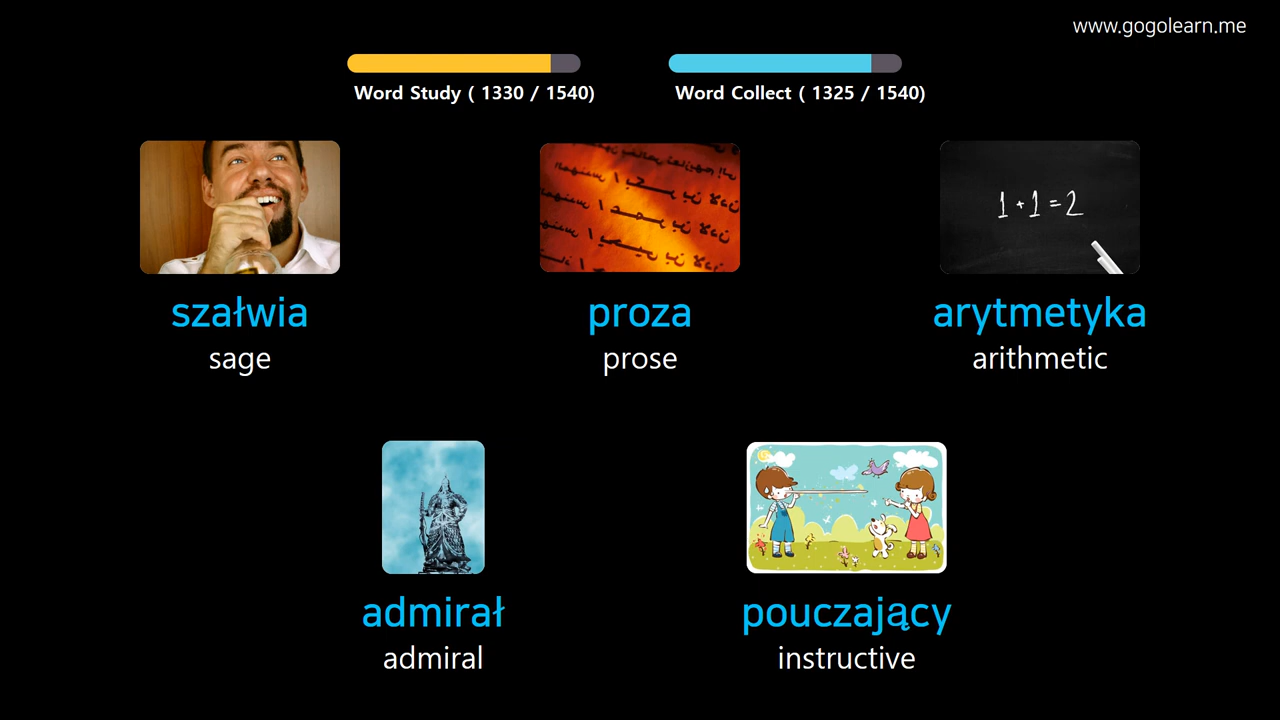 www.gogolearn.me
Word Study ( 1330 / 1540)
Word Collect ( 1325 / 1540)
1+1=2
szałwia
proza
arytmetyka
sage
prose
arithmetic
admirał
pouczający
admiral
instructive